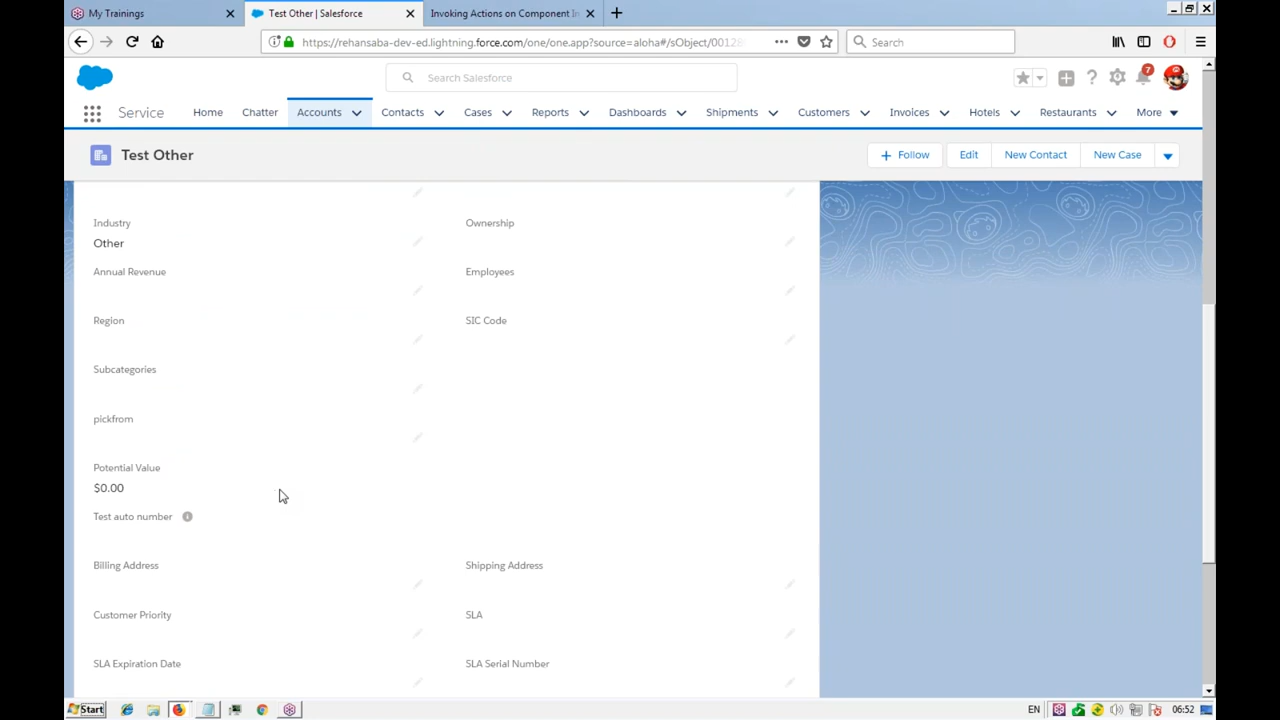 My Trainings
Test Other | Salesforce
Invoking Actions on Component In
https://rehansaba-dev-ed.lightning.force.com/one/one.app?source=aloha#/sObject/00128
Search
Search Salesforce
7
Service
Home
Chatter
Accounts
Contacts
Cases
Reports
Dashboards
Shipments
Customers
Invoices
Hotels
Restaurants
More
Test Other
+ Follow
Edit
New Contact
New Case
Industry
Ownership
Other
Annual Revenue
Employees
Region
SIC Code
Subcategories
pickfrom
Potential Value
$0.00
Test auto number
Billing Address
Shipping Address
Customer Priority
SLA
SLA Expiration Date
SLA Serial Number
Start
EN
06:52